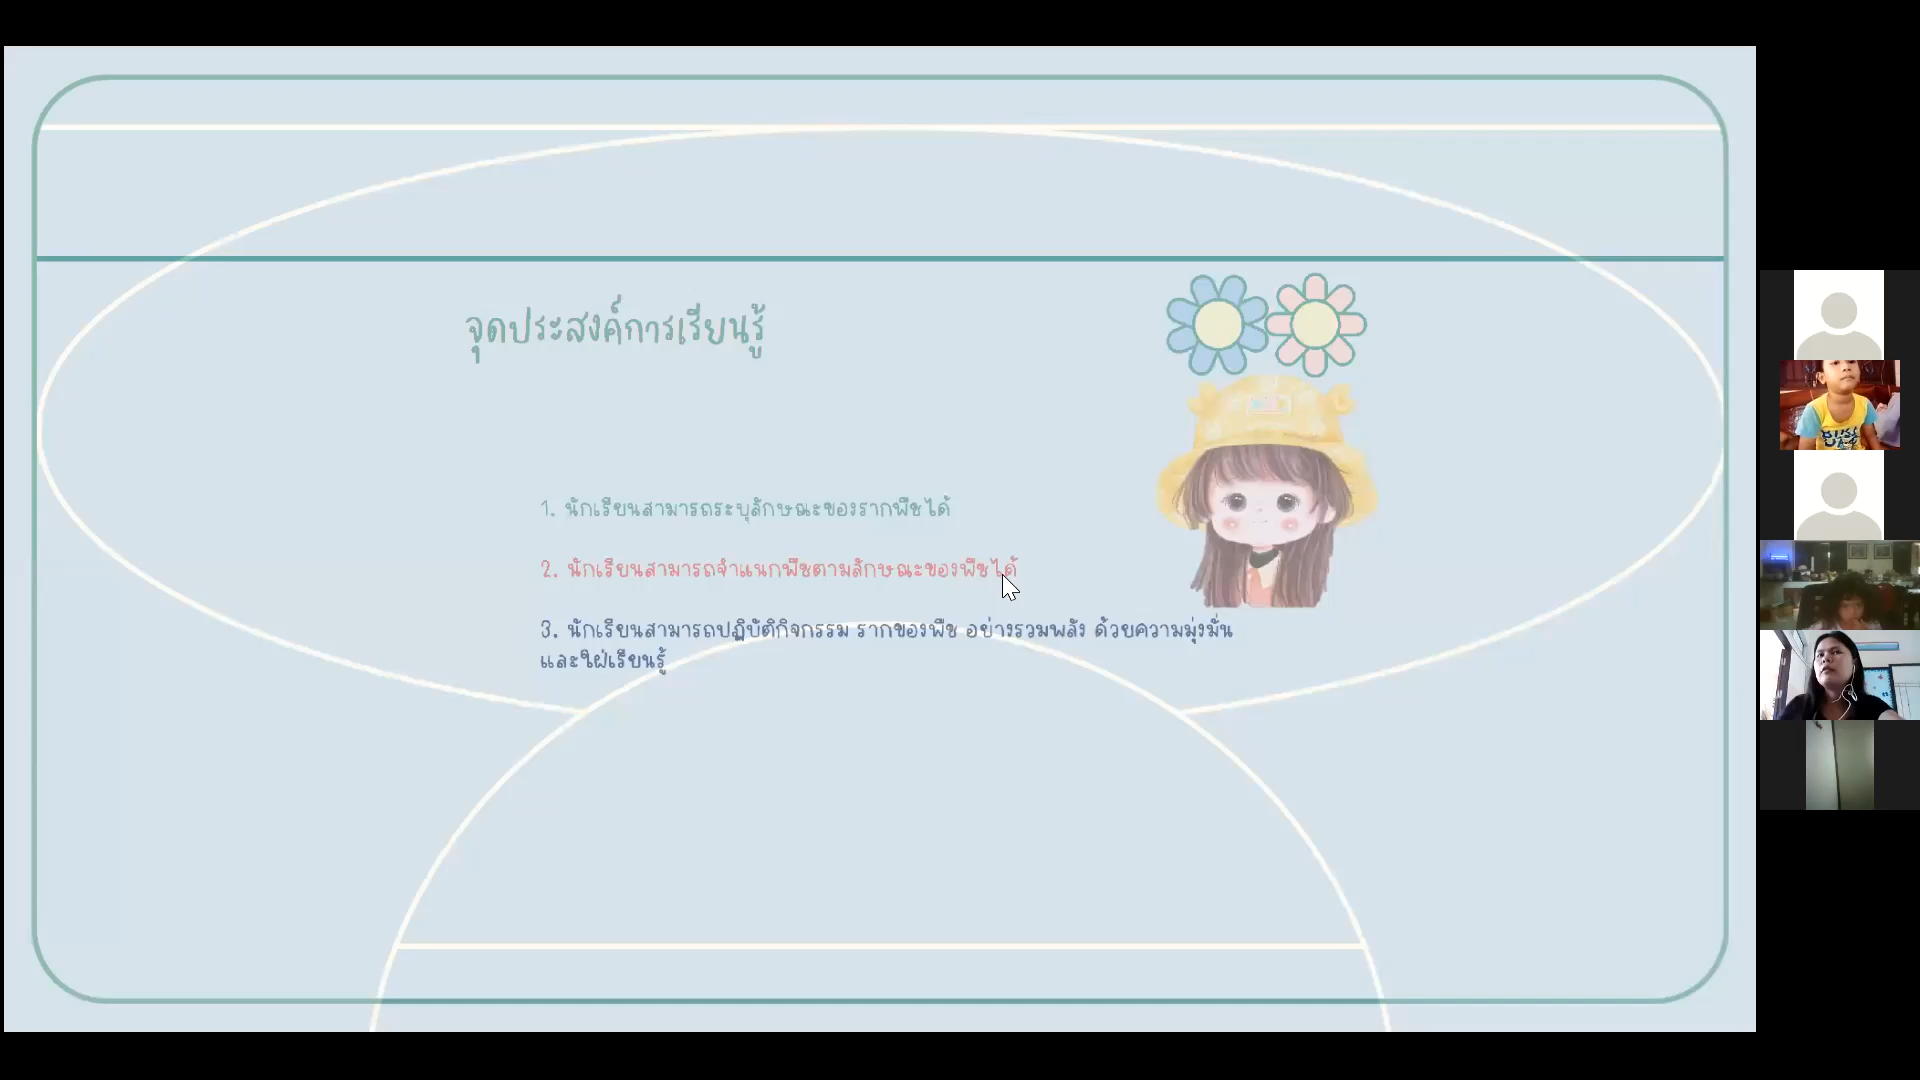 จุดประสงค์การเรียนรู้
1. นักเรียนสามารถระบุลักษณะของรากพืชได้
2. นักเรียนสามารถจำแนกพืชตามลักษณะของพืชได้
3. นักเรียนสามารถปฏิบัติกิจกรรม รากของพืช อย่างรวมพลัง ด้วยความมุ่งมั่น
และใฝ่เรียนรู้